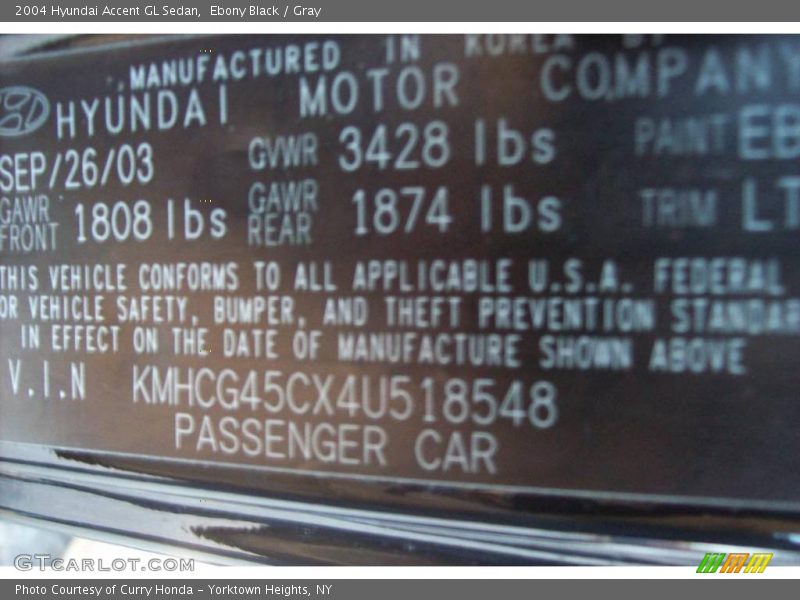 2004 Hyundai Accent GL Sedan, Ebony Black / Gray
MANUFACTURED IN KOREA BY
HYUNDAI MOTOR COMPANY
SEP/26/03 GVWR 3428 lbs PAINT EB
GAWR FRONT 1808 lbs GAWR REAR 1874 lbs TRIM LT
THIS VEHICLE CONFORMS TO ALL APPLICABLE U.S.A. FEDERAL
OR VEHICLE SAFETY, BUMPER, AND THEFT PREVENTION STANDAR
IN EFFECT ON THE DATE OF MANUFACTURE SHOWN ABOVE
V.I.N KMHCG45CX4U518548
PASSENGER CAR
GTCARLOT.COM
Photo Courtesy of Curry Honda - Yorktown Heights, NY